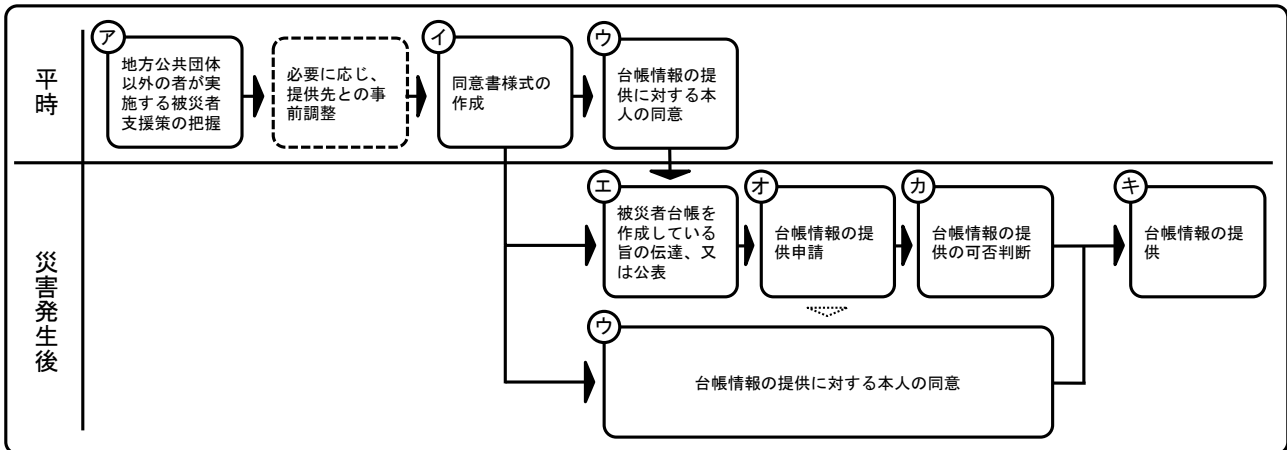 平時
ア
地方公共団体
以外の者が実
施する被災者
支援策の把握
必要に応じ、
提供先との事
前調整
イ
同意書様式の
作成
ウ
台帳情報の提
供に対する本
人の同意
災害発生後
エ
被災者台帳を
作成している
旨の伝達、又
は公表
オ
台帳情報の提
供申請
カ
台帳情報の提
供の可否判断
キ
台帳情報の提
供
ウ
台帳情報の提供に対する本人の同意